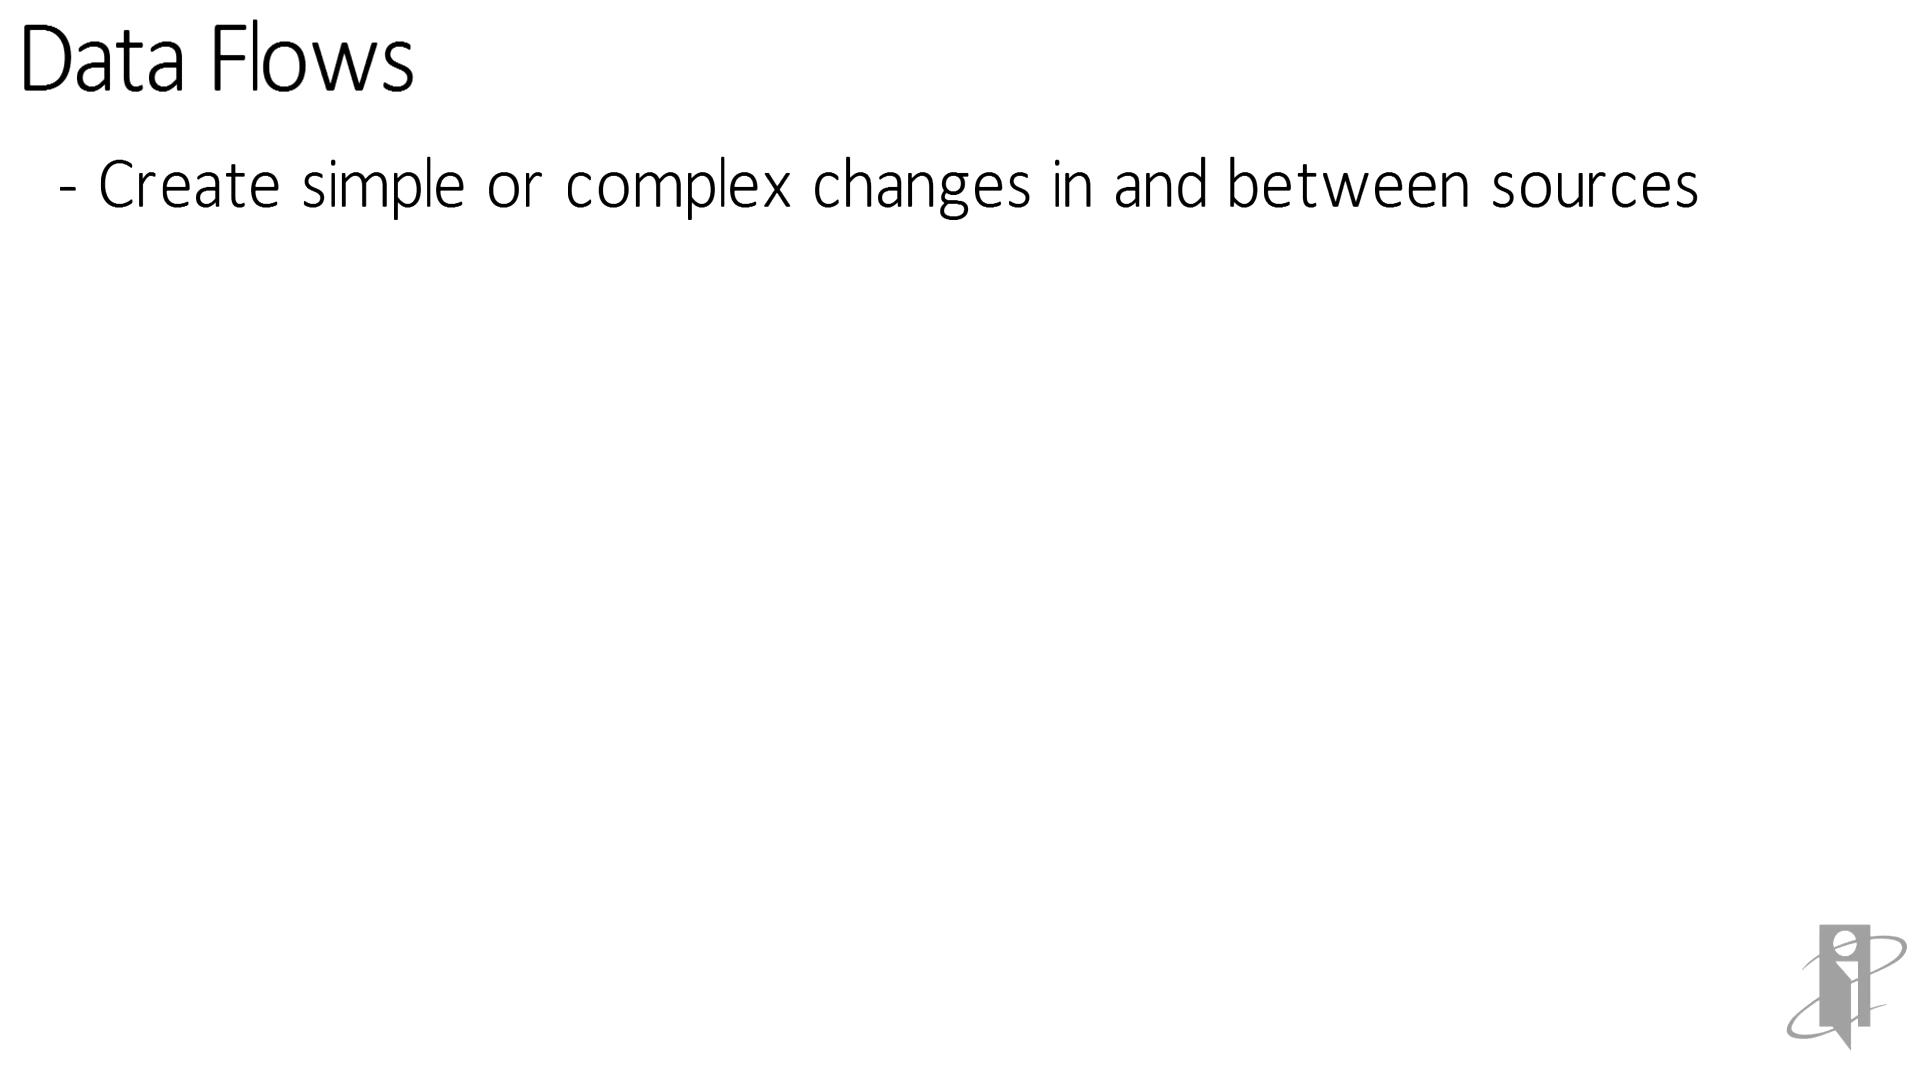 Data Flows
- Create simple or complex changes in and between sources